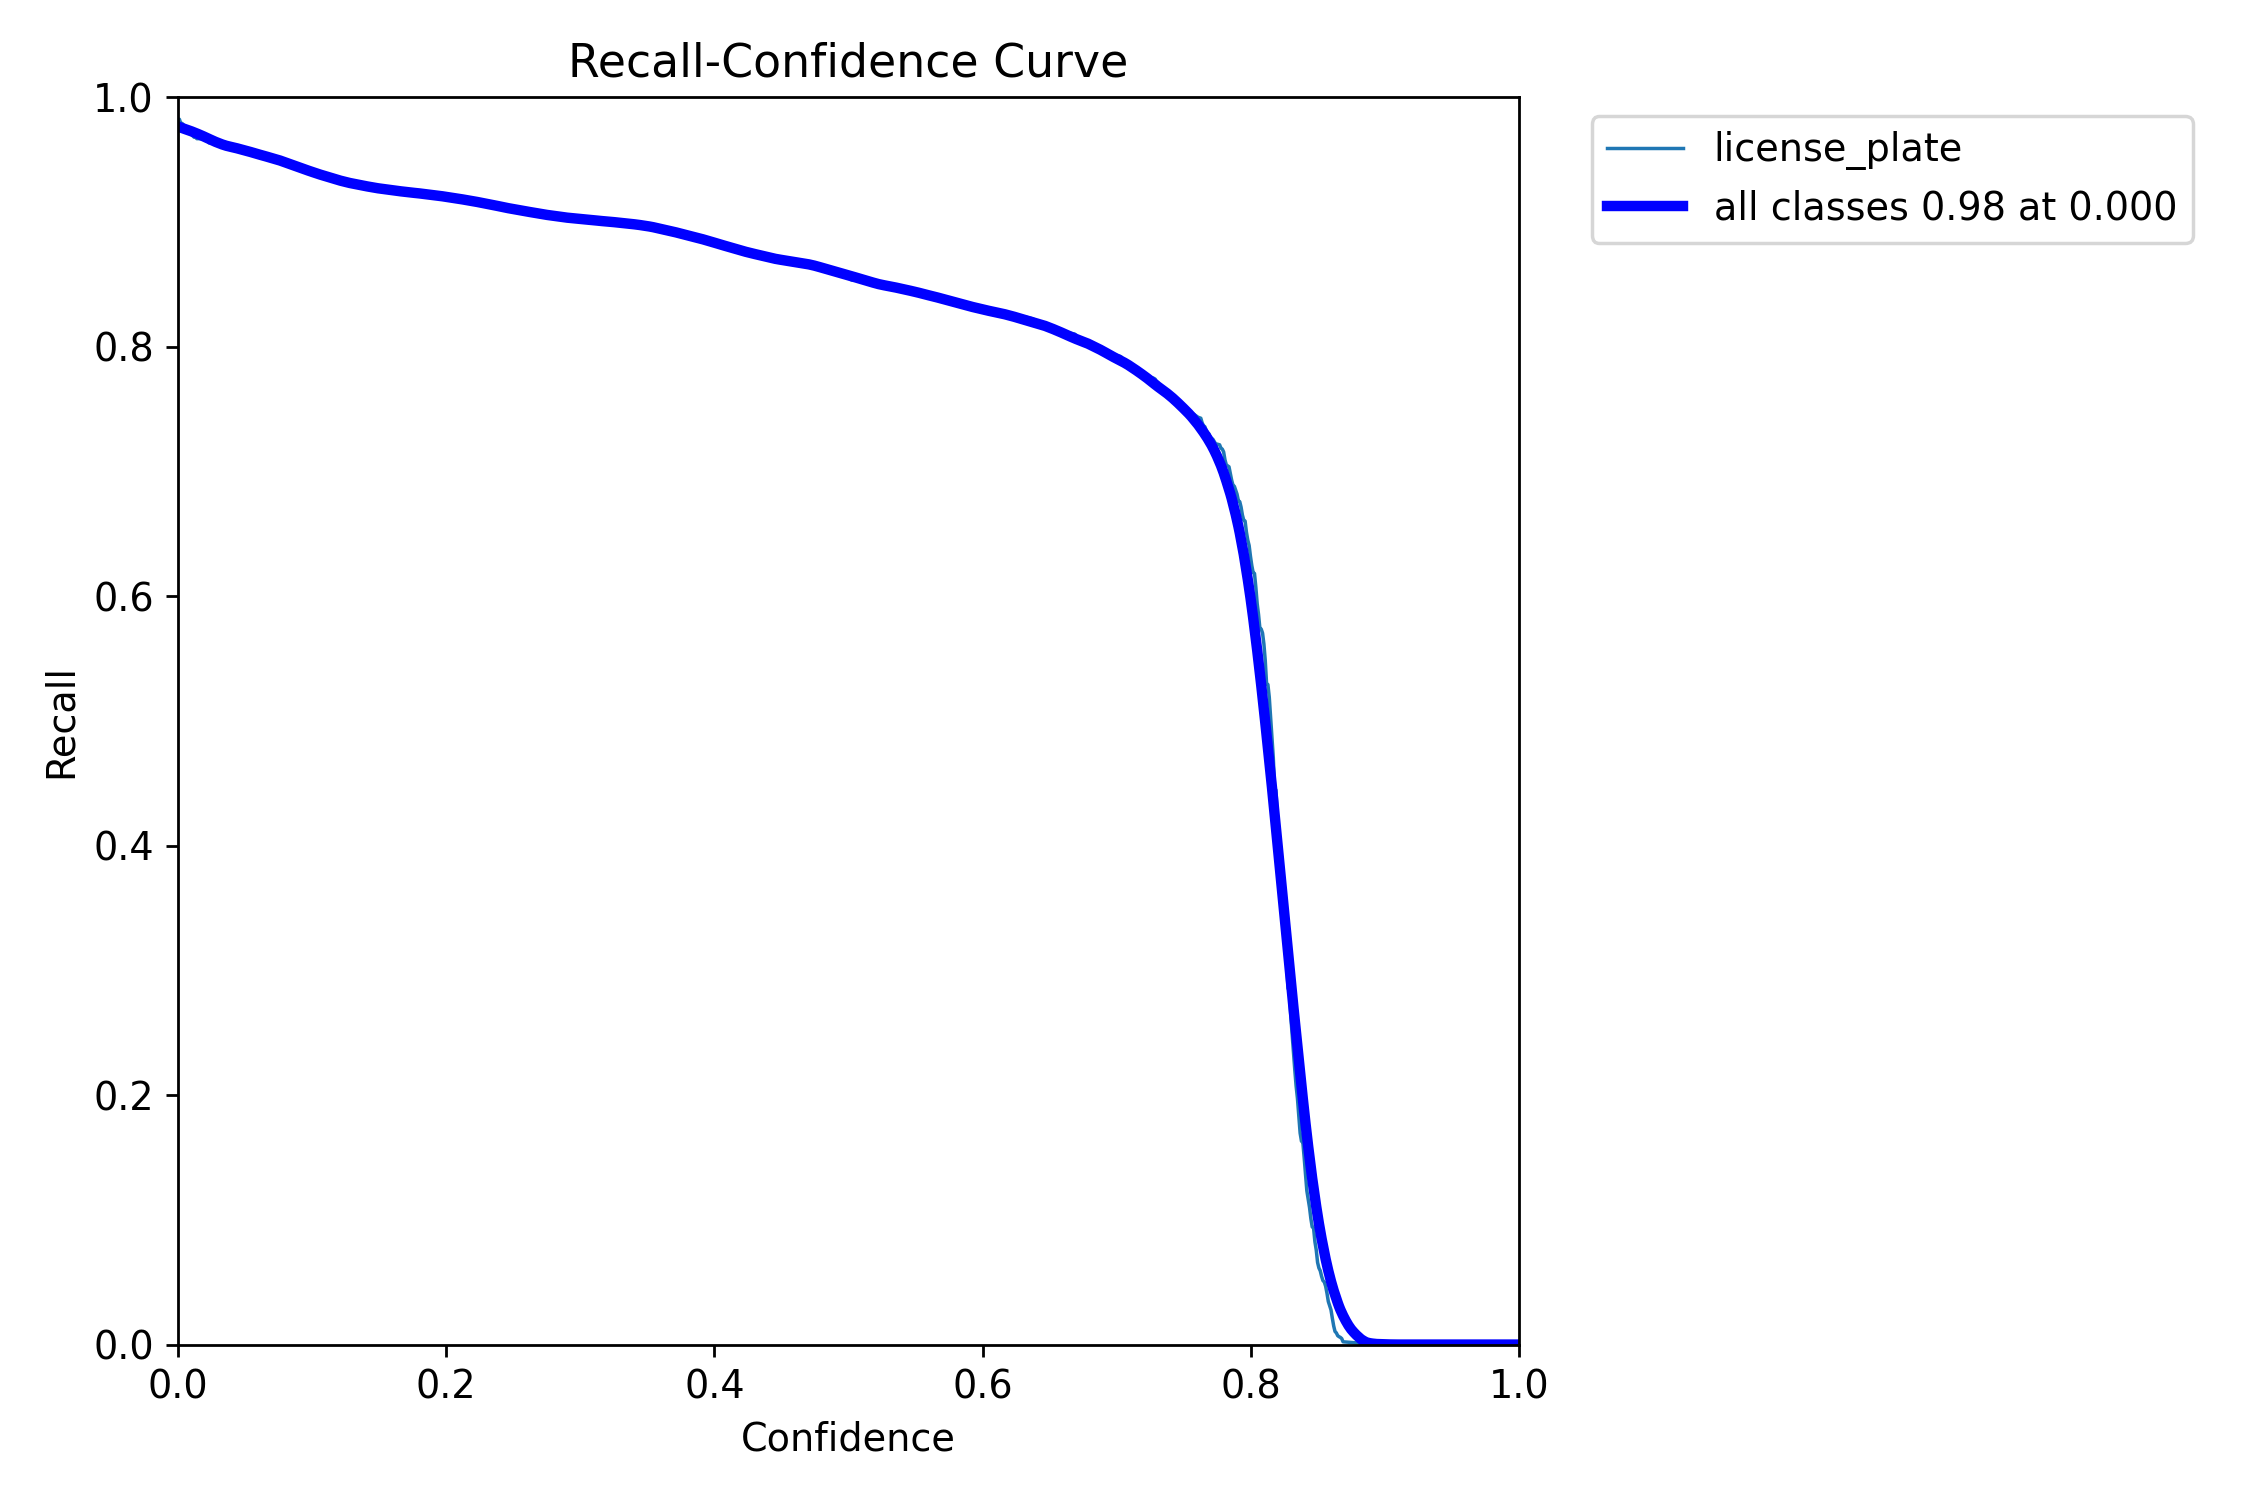 Recall-Confidence Curve
1.0
0.8
0.6
0.4
0.2
0.0
Recall
0.0 0.2 0.4 0.6 0.8 1.0
Confidence
license_plate
all classes 0.98 at 0.000